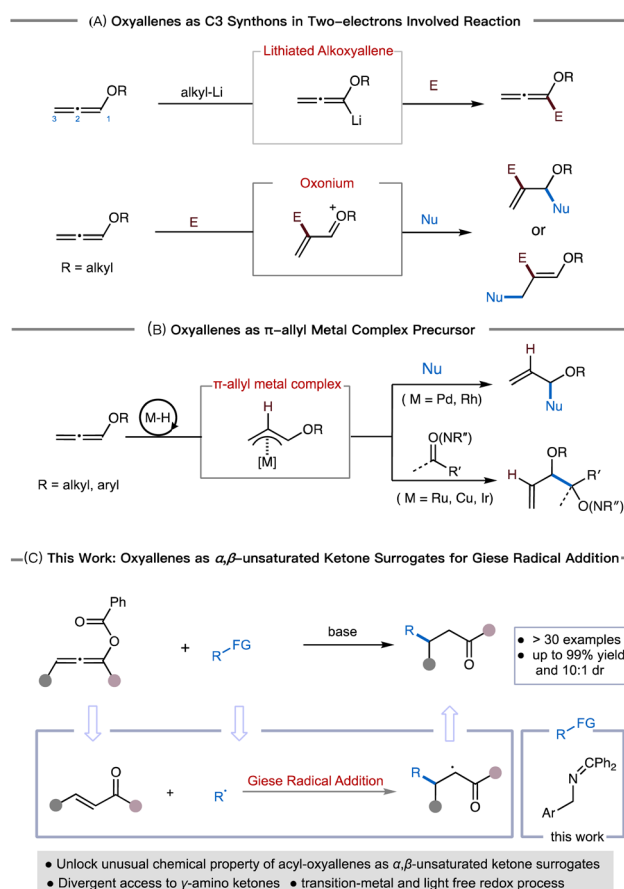 (A) Oxyallenes as C3 Synthons in Two-electrons Involved Reaction
Lithiated Alkoxyallene
OR
3 2 1
alkyl-Li
OR
Li
E
OR
E
Oxonium
OR
R = alkyl
E
E
+
OR
Nu
E
OR
Nu
or
E
OR
Nu
(B) Oxyallenes as π-allyl Metal Complex Precursor
π-allyl metal complex
OR
R = alkyl, aryl
M-H
H
OR
[M]
Nu
( M = Pd, Rh)
H
OR
Nu
O(NR″)
R′
(M = Ru, Cu, Ir)
OR
H
R′
O(NR″)
(C) This Work: Oxyallenes as α,β-unsaturated Ketone Surrogates for Giese Radical Addition
Ph
O
O
+
R
FG
base
R
O
• > 30 examples
• up to 99% yield
and 10:1 dr
O
+
R·
Giese Radical Addition
R
·
O
R
FG
CPh2
N
Ar
this work
● Unlock unusual chemical property of acyl-oxyallenes as α,β-unsaturated ketone surrogates
● Divergent access to γ-amino ketones ● transition-metal and light free redox process